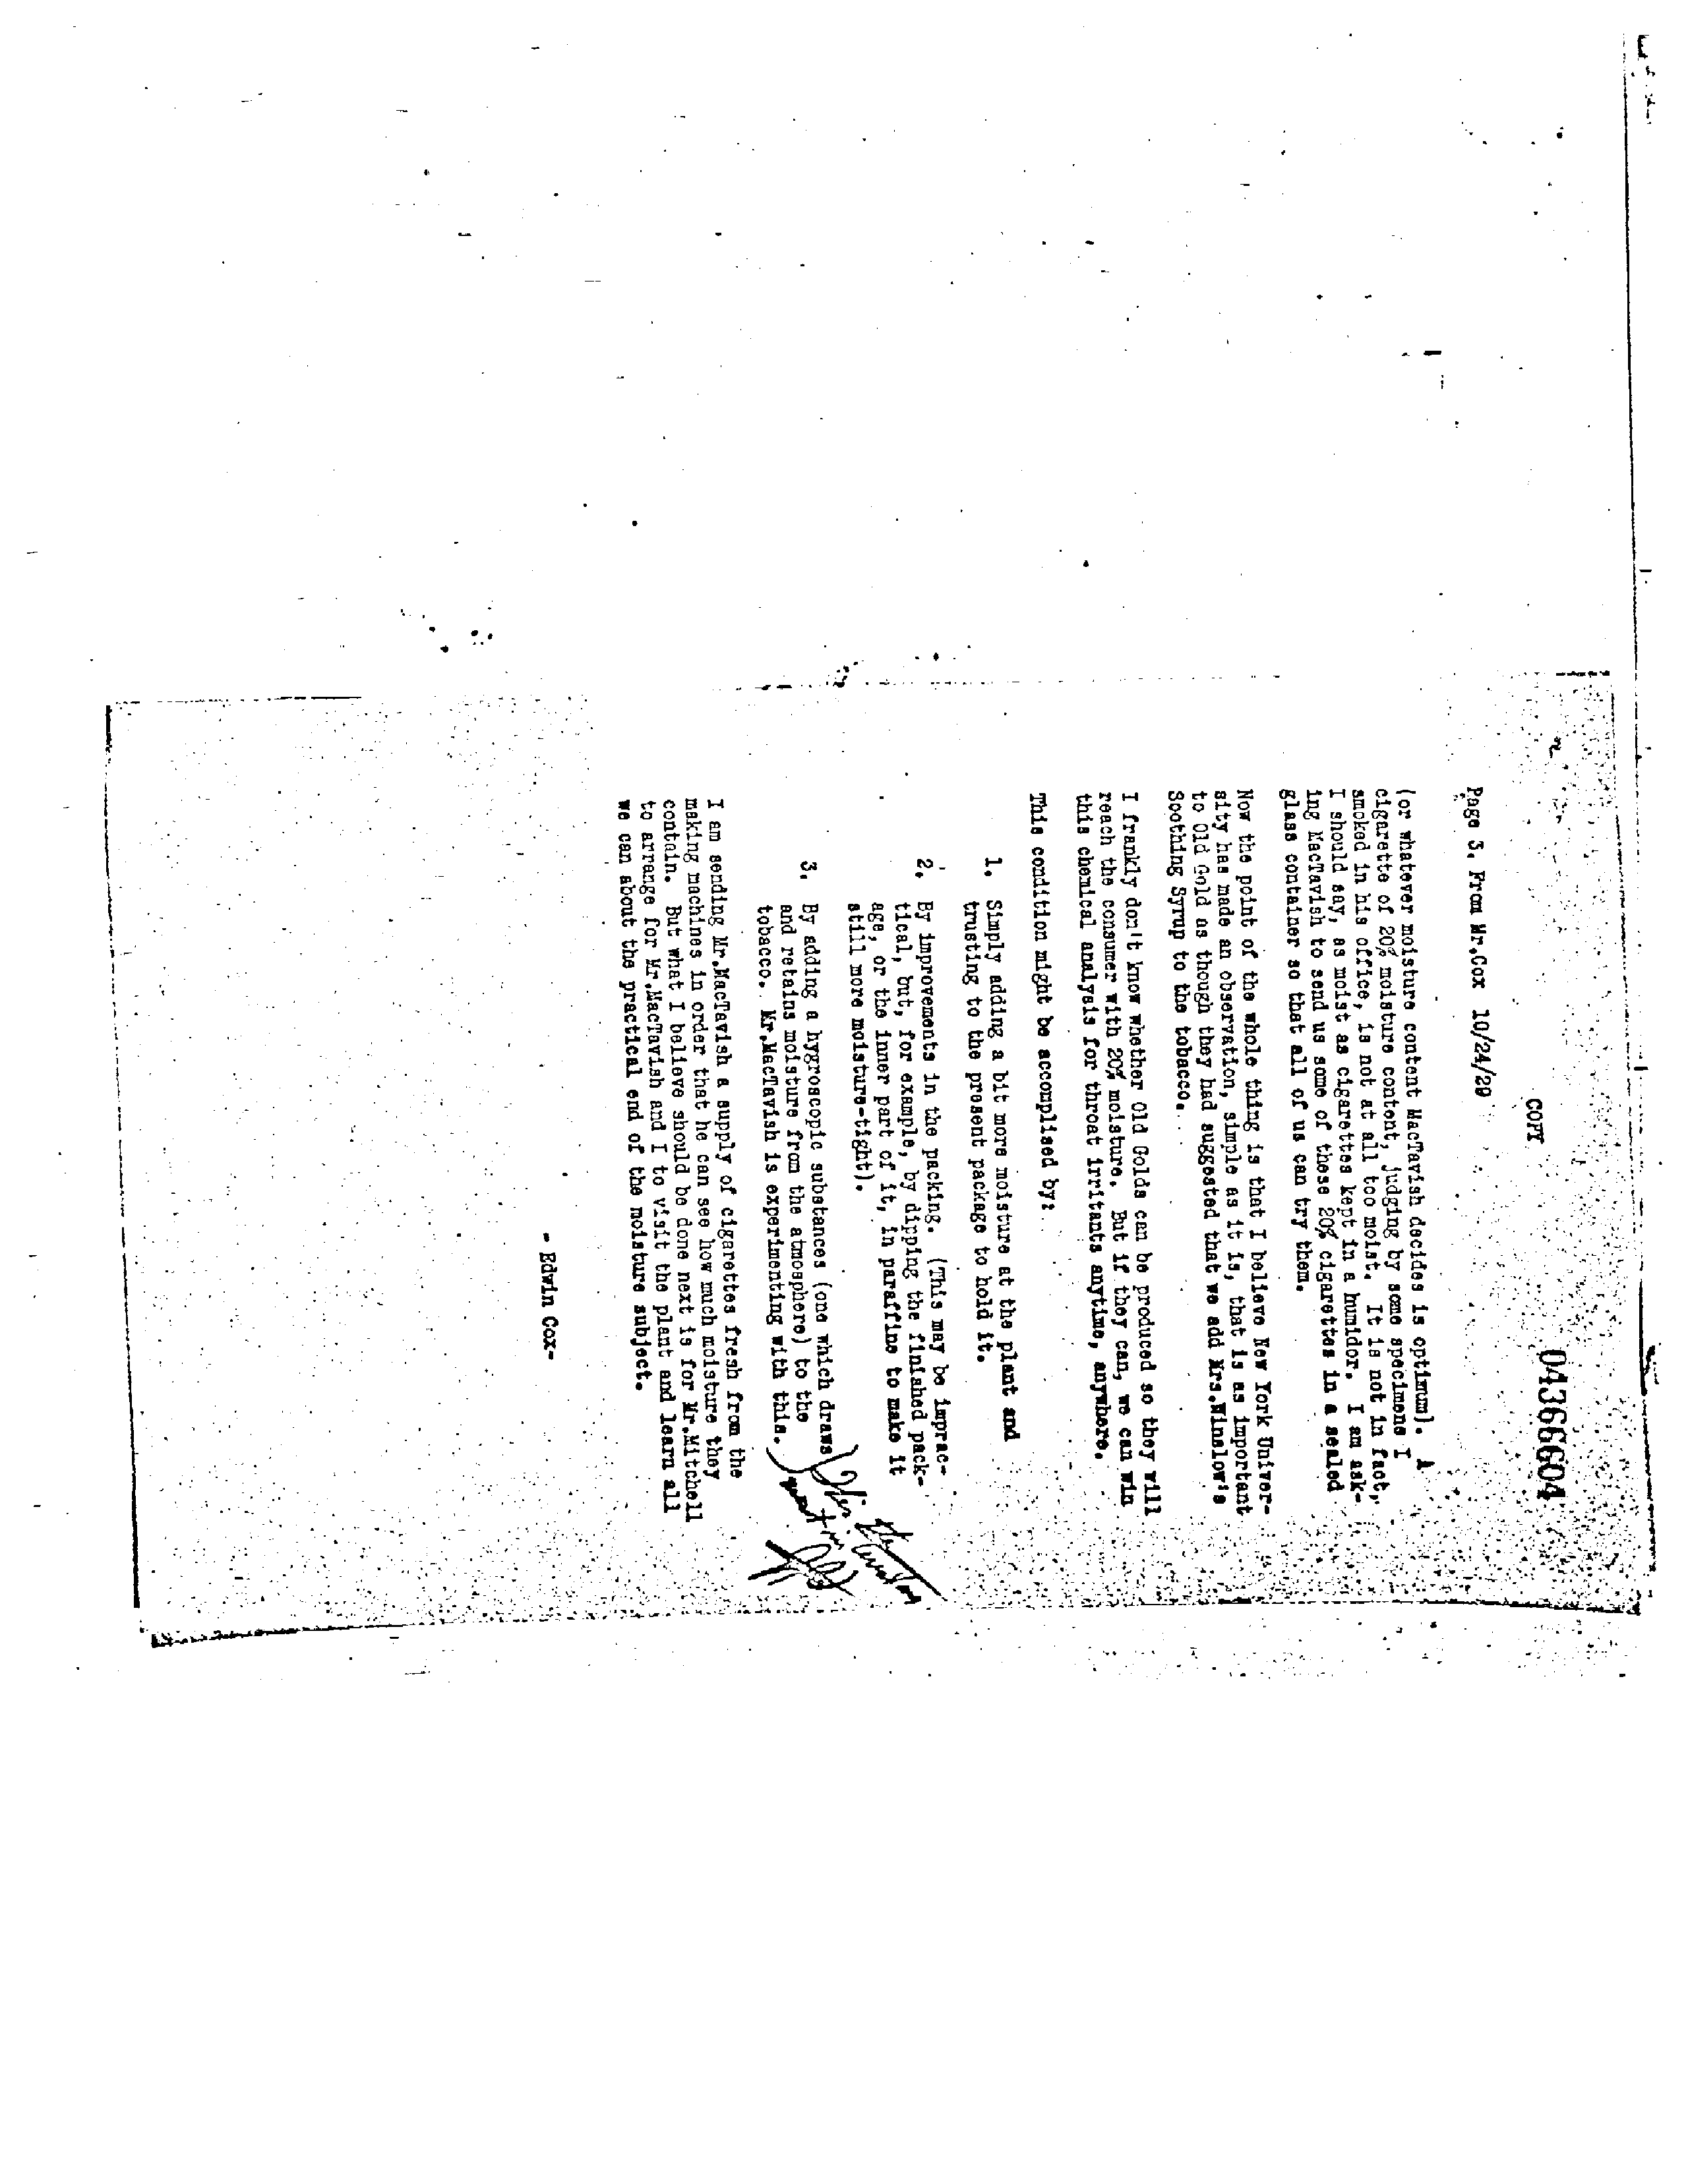 COPY
04366604
Page 3. From Mr.Cox 10/24/29
(or whatever moisture content MacTavish decides is optimum). A
cigarette of 20% moisture content, judging by some specimens I
smoked in his office, is not at all too moist. It is not in fact,
I should say, as moist as cigarettes kept in a humidor. I am ask-
ing MacTavish to send us some of these 20% cigarettes in a sealed
glass container so that all of us can try them.
Now the point of the whole thing is that I believe New York Univer-
sity has made an observation, simple as it is, that is as important
to Old Gold as though they had suggested that we add Mrs.Winslow's
Soothing Syrup to the tobacco.
I frankly don't know whether Old Golds can be produced so they will
reach the consumer with 20% moisture. But if they can, we can win
this chemical analysis for throat irritants anytime, anywhere.
This condition might be accomplised by:
1. Simply adding a bit more moisture at the plant and
trusting to the present package to hold it.
2. By improvements in the packing. (This may be imprac-
tical, but, for example, by dipping the finished pack-
age, or the inner part of it, in paraffine to make it
still more moisture-tight).
3. By adding a hygroscopic substances (one which draws
and retains moisture from the atmosphere) to the
tobacco. Mr.MacTavish is experimenting with this.
I am sending Mr.MacTavish a supply of cigarettes fresh from the
making machines in order that he can see how much moisture they
contain. But what I believe should be done next is for Mr.Mitchell
to arrange for Mr.MacTavish and I to visit the plant and learn all
we can about the practical end of the moisture subject.
- Edwin Cox-